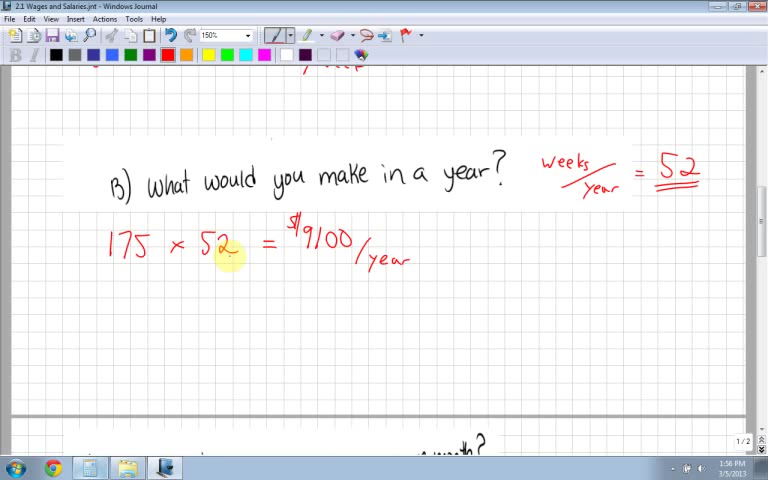 2.1 Wages and Salaries.jnt - Windows Journal
File Edit View Insert Actions Tools Help
150%
B I
B) What would you make in a year?
weeks/year = 52
175 × 52 = $9100/year
1 / 2
1:56 PM
3/5/2013